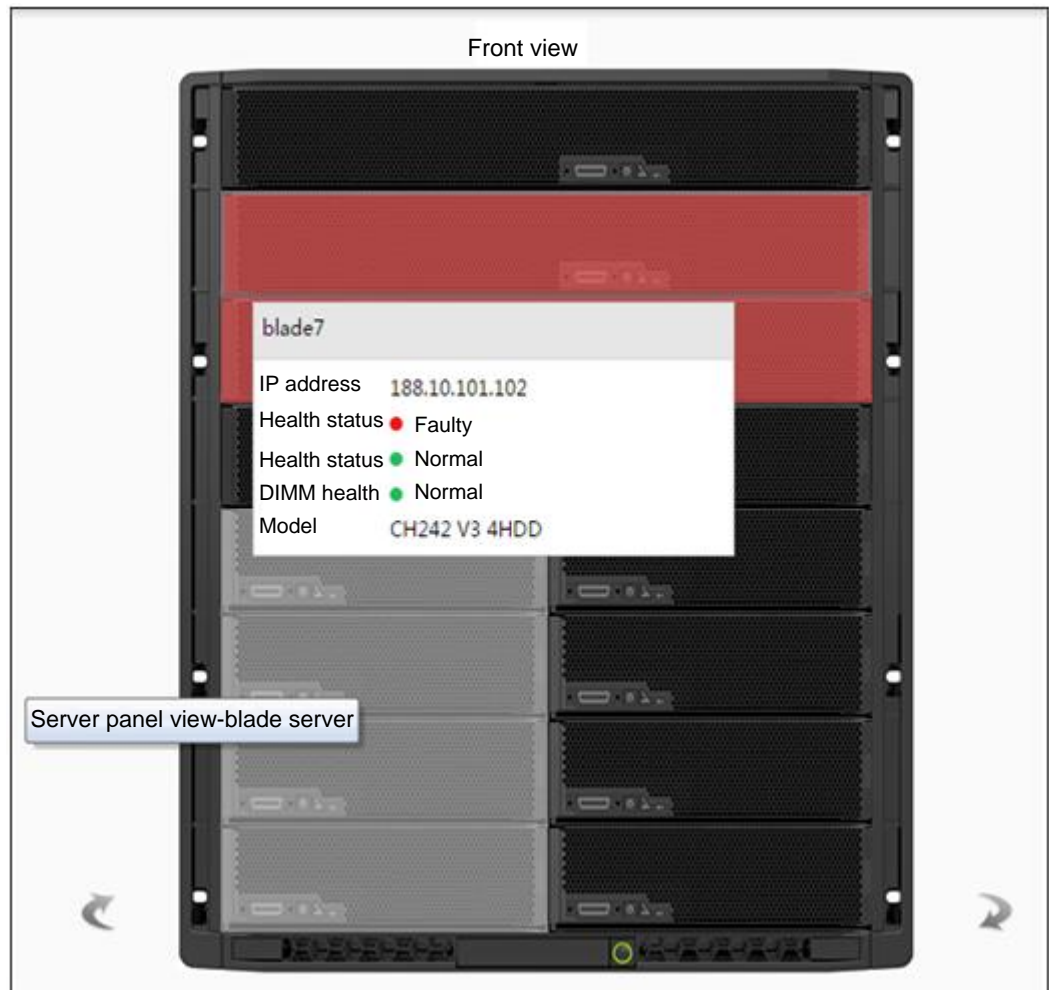 Front view
blade7
IP address 188.10.101.102
Health status Faulty
Health status Normal
DIMM health Normal
Model CH242 V3 4HDD
Server panel view-blade server